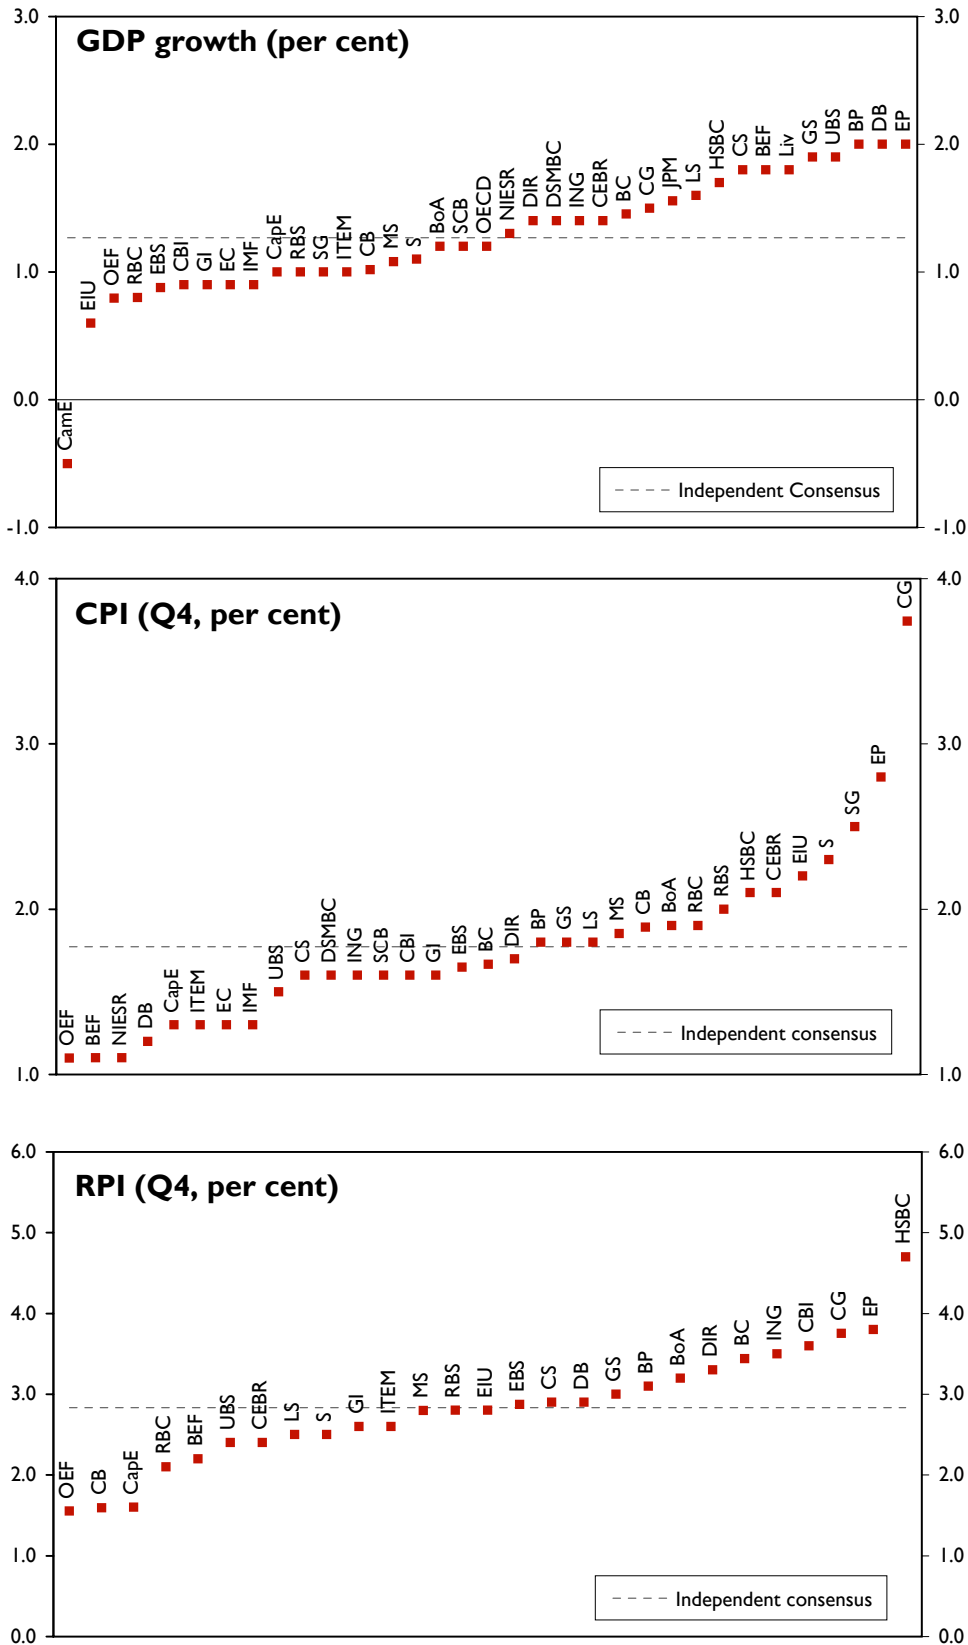 GDP growth (per cent)
3.0
2.0
1.0
0.0
-1.0
3.0
2.0
1.0
0.0
-1.0
CamE
EIU
OEF
RBC
EBS
CBI
GI
EC
IMF
CapE
RBS
SG
ITEM
CB
MS
S
BoA
SCB
OECD
NIESR
DIR
DSMBC
ING
CEBR
BC
CG
JPM
LS
HSBC
CS
BEF
Liv
GS
UBS
BP
DB
EP
Independent Consensus
CPI (Q4, per cent)
4.0
3.0
2.0
1.0
4.0
3.0
2.0
1.0
OEF
BEF
NIESR
DB
CapE
ITEM
EC
IMF
UBS
CS
DSMBC
ING
SCB
CBI
GI
EBS
BC
DIR
BP
GS
LS
MS
CB
BoA
RBC
RBS
HSBC
CEBR
EIU
S
SG
EP
CG
Independent consensus
RPI (Q4, per cent)
6.0
5.0
4.0
3.0
2.0
1.0
0.0
6.0
5.0
4.0
3.0
2.0
1.0
0.0
OEF
CB
CapE
RBC
BEF
UBS
CEBR
LS
S
GI
ITEM
MS
RBS
EIU
EBS
CS
DB
GS
BP
BoA
DIR
BC
ING
CBI
CG
EP
HSBC
Independent consensus